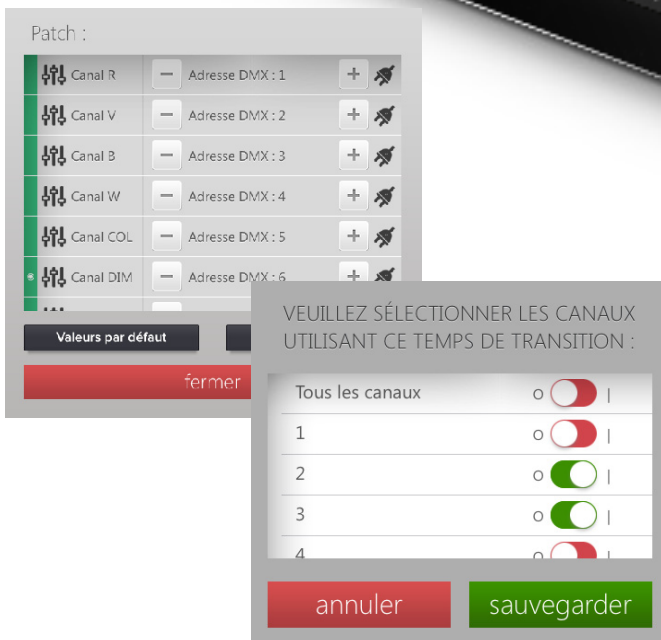 Patch :
Canal R − Adresse DMX : 1 +
Canal V − Adresse DMX : 2 +
Canal B − Adresse DMX : 3 +
Canal W − Adresse DMX : 4 +
Canal COL − Adresse DMX : 5 +
Canal DIM − Adresse DMX : 6 +
Valeurs par défaut
fermer
VEUILLEZ SÉLECTIONNER LES CANAUX
UTILISANT CE TEMPS DE TRANSITION :
Tous les canaux O |
1 O |
2 O |
3 O |
4 O |
annuler sauvegarder